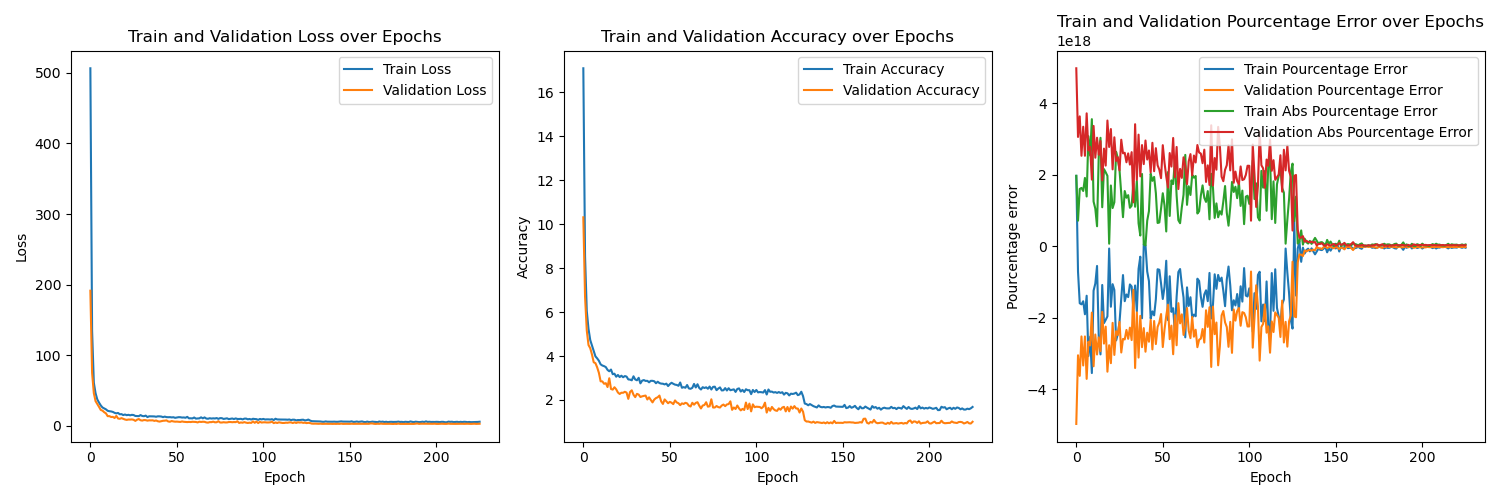 Train and Validation Loss over Epochs
Loss
500
400
300
200
100
0
Train Loss
Validation Loss
0 50 100 150 200
Epoch
Train and Validation Accuracy over Epochs
Accuracy
16
14
12
10
8
6
4
2
Train Accuracy
Validation Accuracy
0 50 100 150 200
Epoch
Train and Validation Pourcentage Error over Epochs
1e18
Pourcentage error
4
2
0
−2
−4
Train Pourcentage Error
Validation Pourcentage Error
Train Abs Pourcentage Error
Validation Abs Pourcentage Error
0 50 100 150 200
Epoch